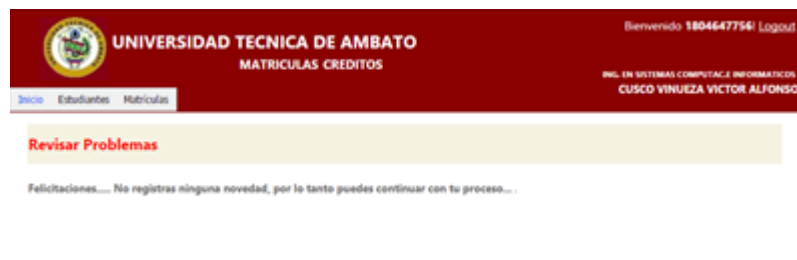 Bienvenido 1804647756! Logout
UNIVERSIDAD TECNICA DE AMBATO
MATRICULAS CREDITOS
ING. EN SISTEMAS COMPUTAC.E INFORMATICOS
CUSCO VINUEZA VICTOR ALFONSO
Inicio Estudiantes Matriculas
Revisar Problemas
Felicitaciones..... No registras ninguna novedad, por lo tanto puedes continuar con tu proceso... .